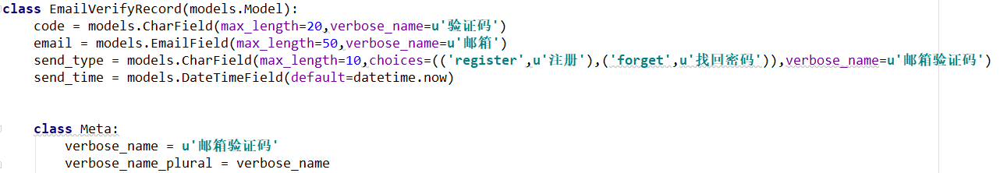 class EmailVerifyRecord(models.Model):
    code = models.CharField(max_length=20,verbose_name=u'验证码')
    email = models.EmailField(max_length=50,verbose_name=u'邮箱')
    send_type = models.CharField(max_length=10,choices=(('register',u'注册'),('forget',u'找回密码')),verbose_name=u'邮箱验证码')
    send_time = models.DateTimeField(default=datetime.now)
    class Meta:
        verbose_name = u'邮箱验证码'
        verbose_name_plural = verbose_name